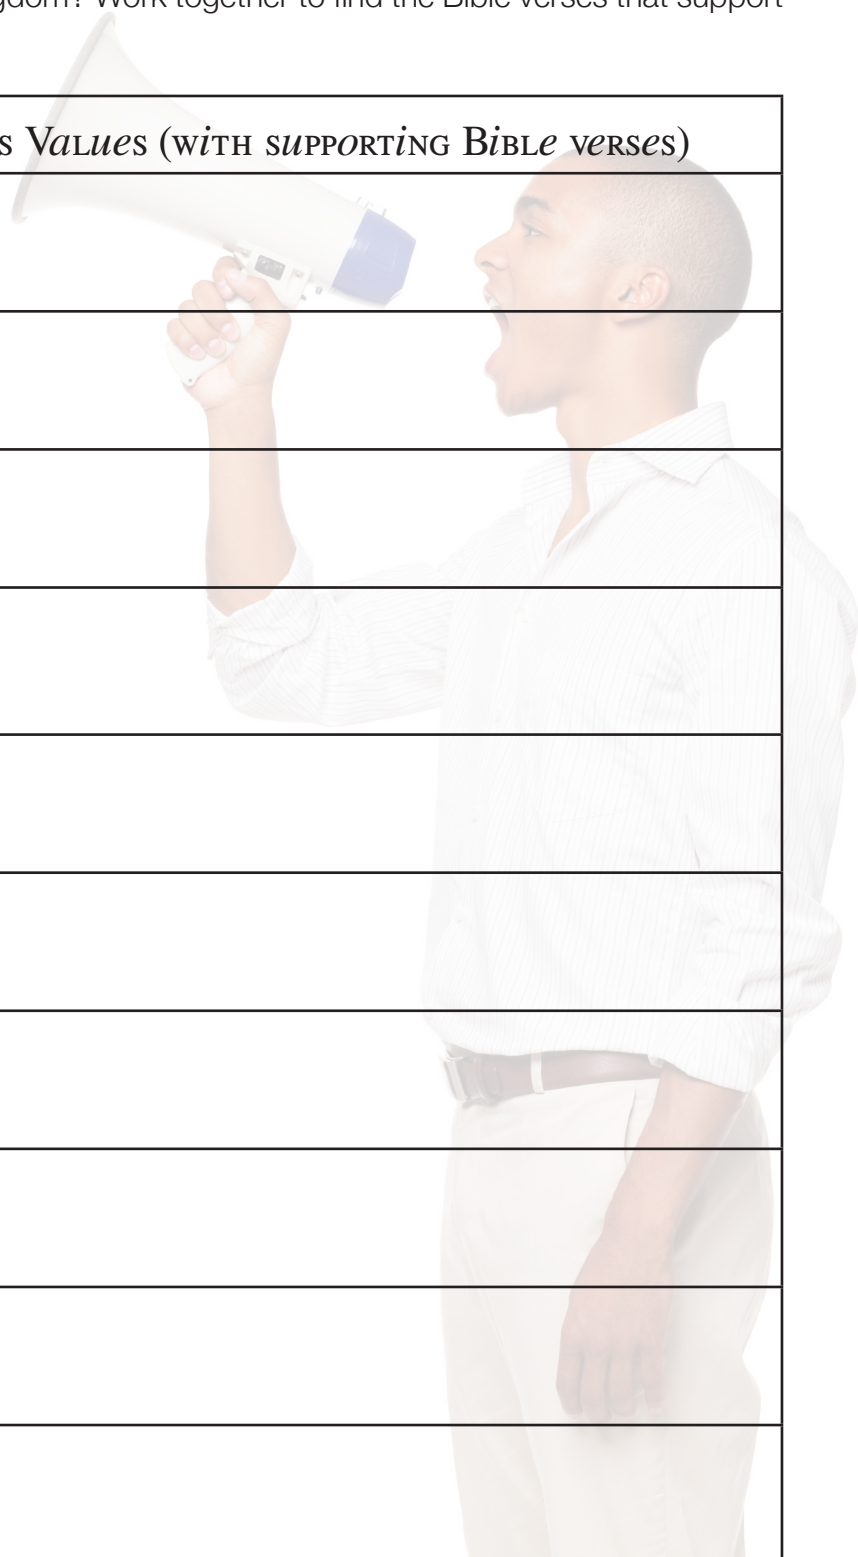 gdom? Work together to find the Bible verses that support
s Values (with supporting Bible verses)